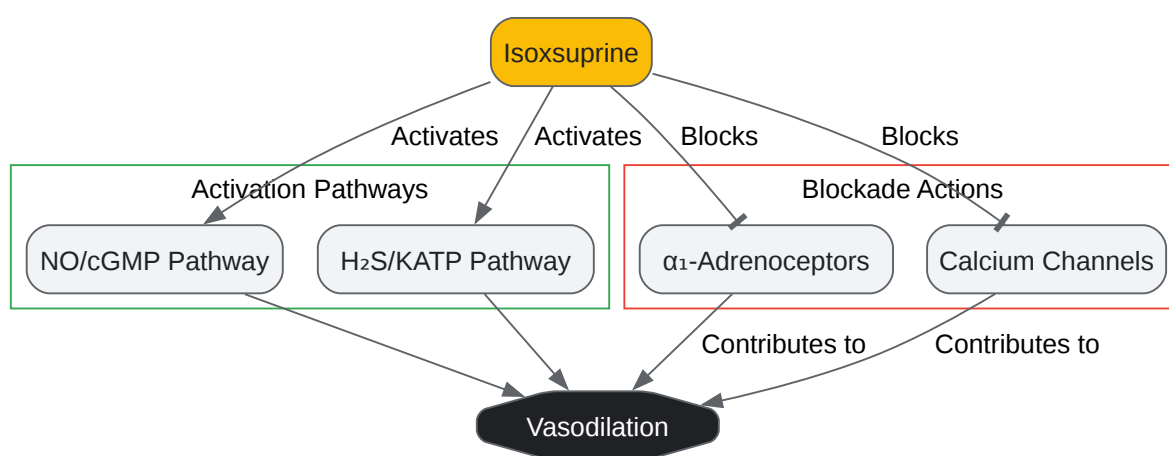 Isoxsuprine
Activates
Activates
Blocks
Blocks
Activation Pathways
Blockade Actions
NO/cGMP Pathway
H₂S/KATP Pathway
α₁-Adrenoceptors
Calcium Channels
Contributes to
Contributes to
Vasodilation